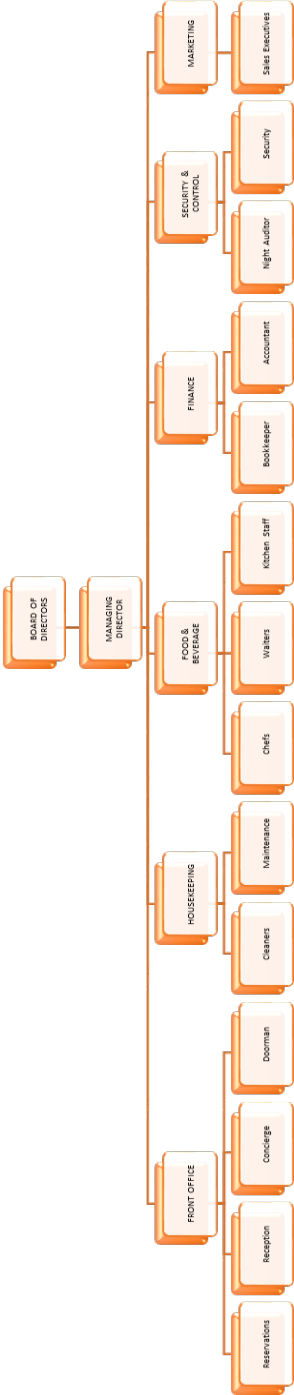 BOARD OF
DIRECTORS
MANAGING
DIRECTOR
FRONT OFFICE
HOUSEKEEPING
FOOD &
BEVERAGE
FINANCE
SECURITY &
CONTROL
MARKETING
Reservations
Reception
Concierge
Doorman
Cleaners
Maintenance
Chefs
Waiters
Kitchen Staff
Bookkeeper
Accountant
Night Auditor
Security
Sales Executives